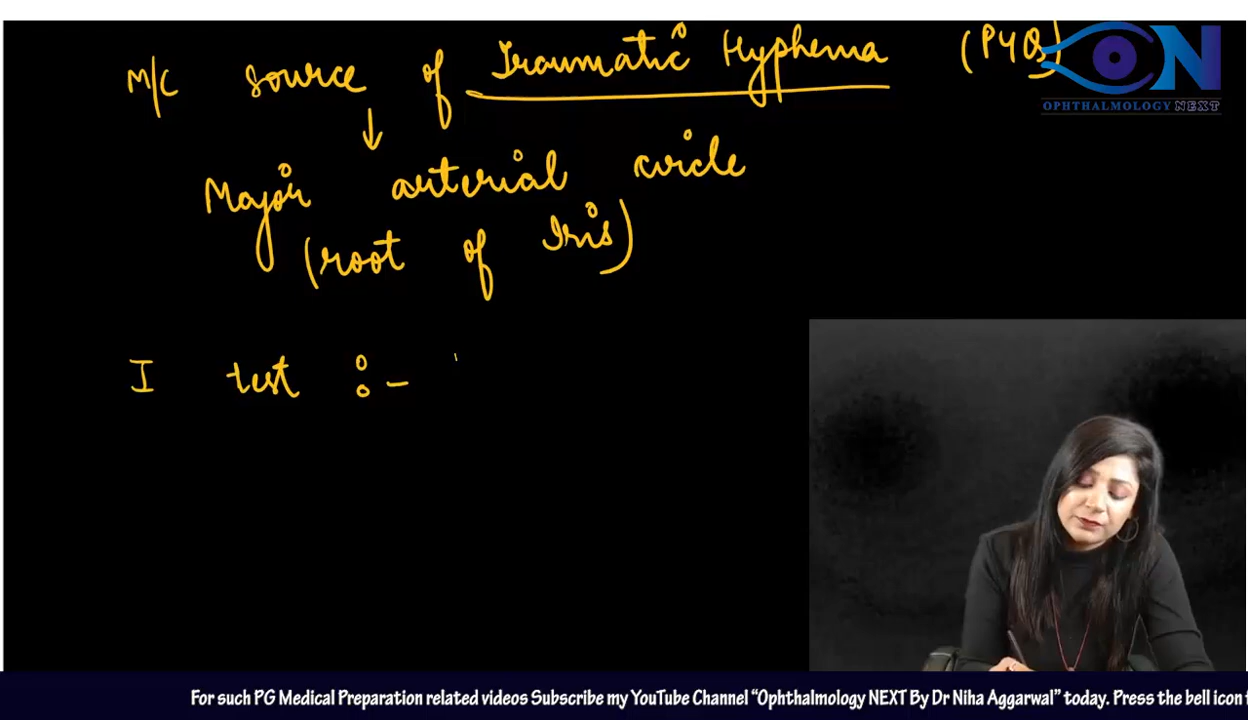 M/C source of Traumatic Hyphema (PYQ)
ON
OPHTHALMOLOGY NEXT
↓
Major arterial circle
(root of Iris)
I test :-
For such PG Medical Preparation related videos Subscribe my YouTube Channel "Ophthalmology NEXT By Dr Niha Aggarwal" today. Press the bell icon t